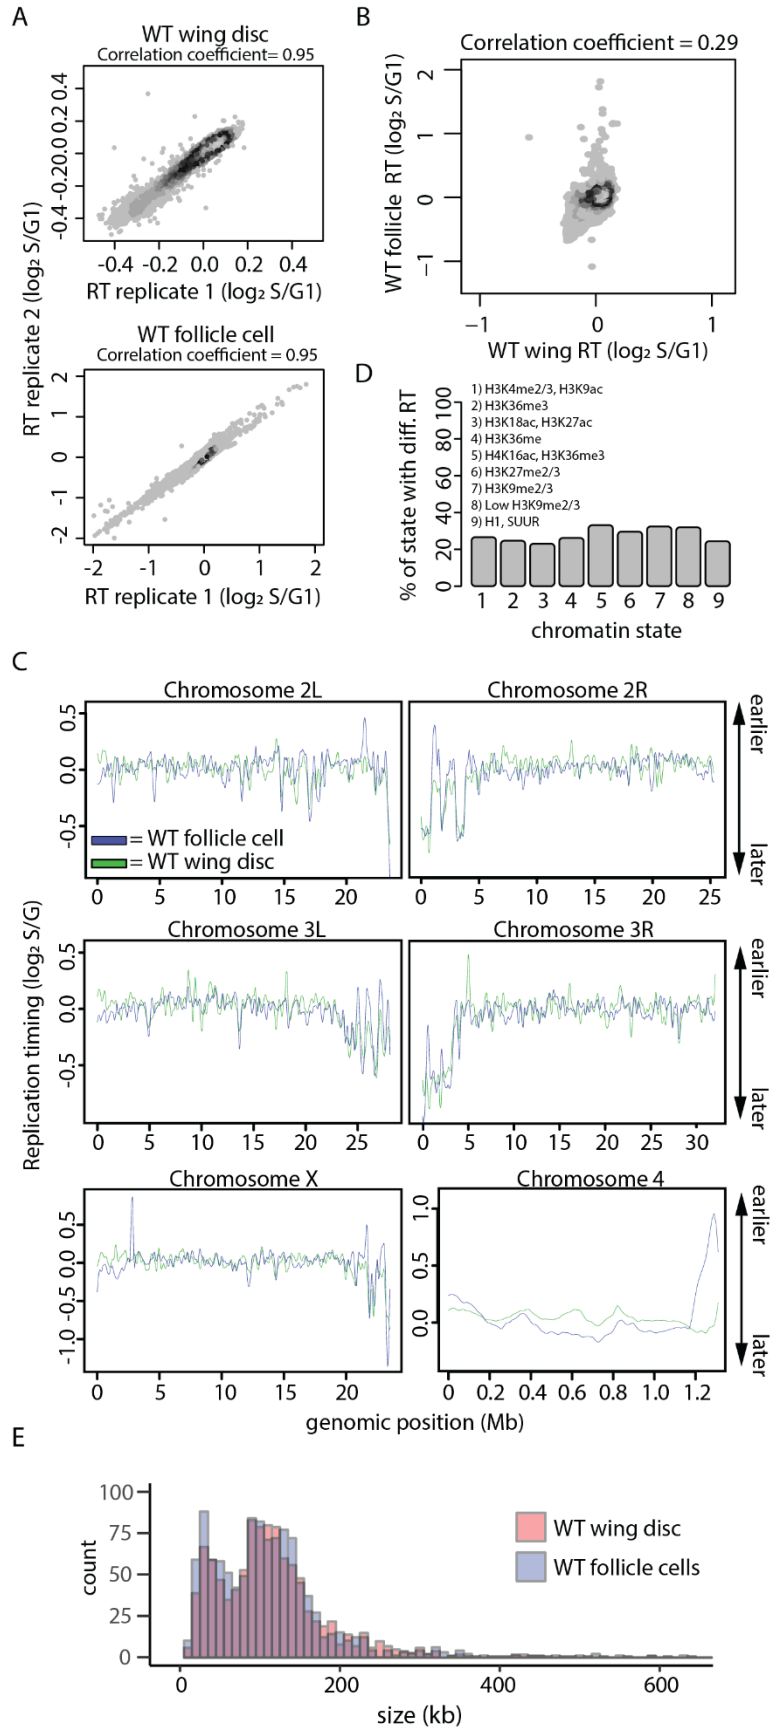 A
WT wing disc
Correlation coefficient= 0.95
0.4
0.2
0.0
-0.2
-0.4
-0.4 -0.2 0.0 0.2 0.4
RT replicate 1 (log₂ S/G1)
RT replicate 2 (log₂ S/G1)
WT follicle cell
Correlation coefficient = 0.95
2
1
0
-1
-2
-2 -1 0 1 2
RT replicate 1 (log₂ S/G1)
B
Correlation coefficient = 0.29
WT follicle RT (log₂ S/G1)
2
1
0
−1
−1 0 1
WT wing RT (log₂ S/G1)
D
% of state with diff. RT
100
80
60
40
20
0
1) H3K4me2/3, H3K9ac
2) H3K36me3
3) H3K18ac, H3K27ac
4) H3K36me
5) H4K16ac, H3K36me3
6) H3K27me2/3
7) H3K9me2/3
8) Low H3K9me2/3
9) H1, SUUR
1 2 3 4 5 6 7 8 9
chromatin state
C
Replication timing (log₂ S/G)
Chromosome 2L
0.5
0.0
-0.5
= WT follicle cell
= WT wing disc
0 5 10 15 20
Chromosome 2R
0 5 10 15 20 25
earlier
later
Chromosome 3L
0.5
0.0
-0.5
0 5 10 15 20 25
Chromosome 3R
0 5 10 15 20 25 30
earlier
later
Chromosome X
0.5
0.0
-0.5
-1.0
0 5 10 15 20
Chromosome 4
1.0
0.5
0.0
0 0.2 0.4 0.6 0.8 1.0 1.2
earlier
later
genomic position (Mb)
E
count
100
75
50
25
0
WT wing disc
WT follicle cells
0 200 400 600
size (kb)